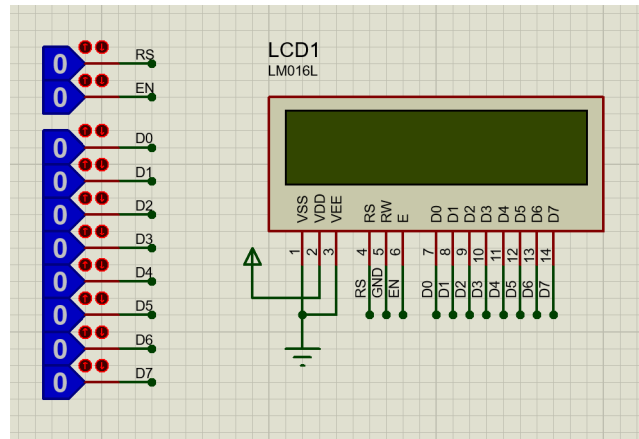 0 RS
0 EN
0 D0
0 D1
0 D2
0 D3
0 D4
0 D5
0 D6
0 D7
LCD1
LM016L
VSS VDD VEE RS RW E D0 D1 D2 D3 D4 D5 D6 D7
1 2 3 4 5 6 7 8 9 10 11 12 13 14
RS GND EN D0 D1 D2 D3 D4 D5 D6 D7